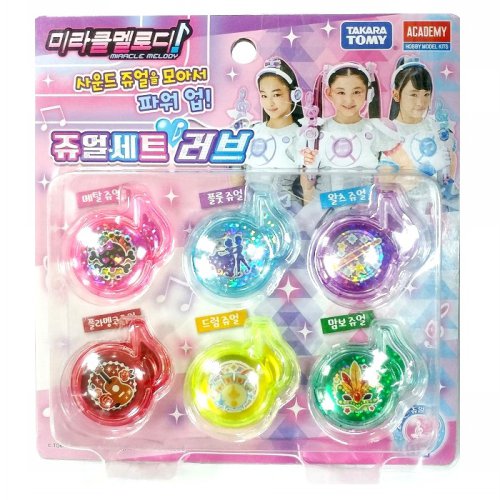 미라클멜로디!
MIRACLE MELODY
TAKARA TOMY
ACADEMY
HOBBY MODEL KITS
사운드 쥬얼을 모아서
파워 업!
쥬얼세트 러브
메탈 쥬얼
플룻 쥬얼
왈츠 쥬얼
플라멩코 쥬얼
드럼 쥬얼
맘보 쥬얼